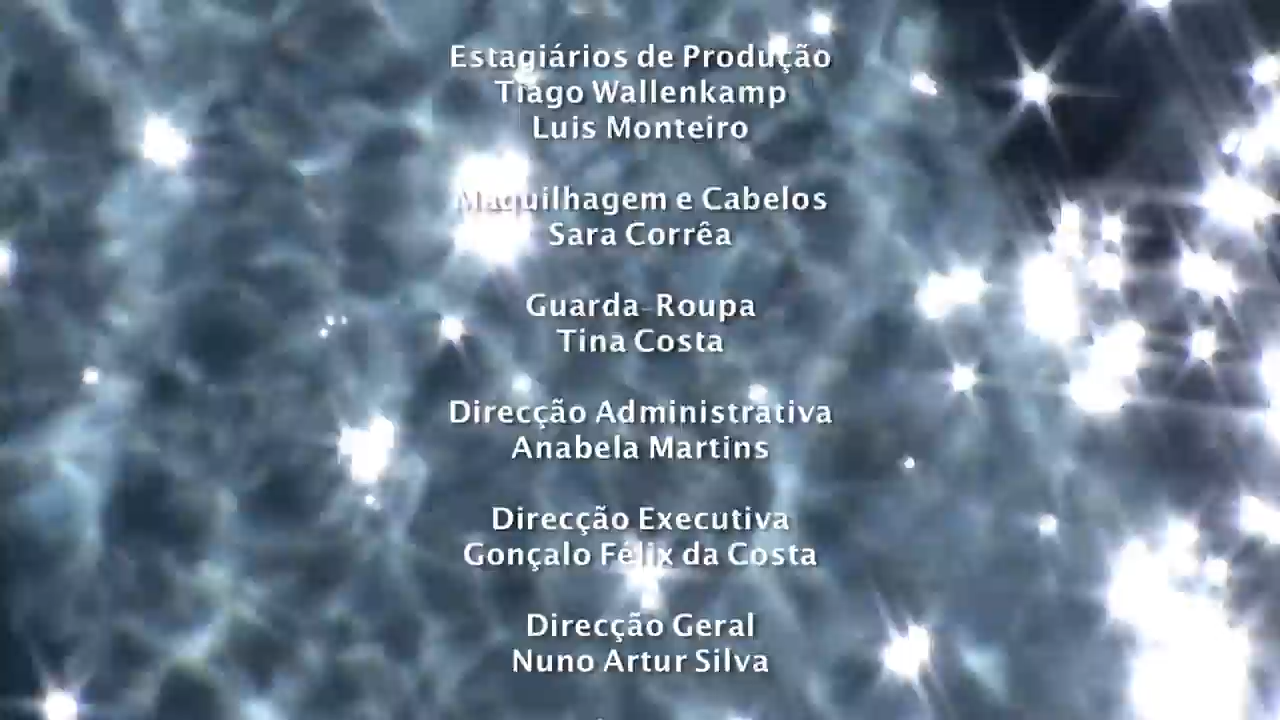 Estagiários de Produção
Tiago Wallenkamp
Luis Monteiro
Maquilhagem e Cabelos
Sara Corrêa
Guarda-Roupa
Tina Costa
Direcção Administrativa
Anabela Martins
Direcção Executiva
Gonçalo Félix da Costa
Direcção Geral
Nuno Artur Silva